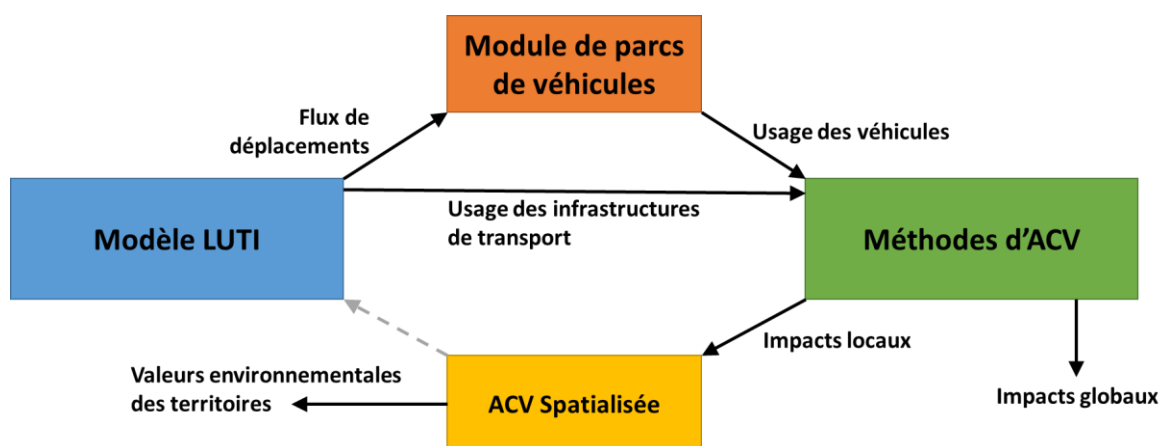 Module de parcs
de véhicules
Flux de
déplacements
Usage des véhicules
Modèle LUTI
Usage des infrastructures
de transport
Méthodes d'ACV
Impacts locaux
Valeurs environnementales
des territoires
ACV Spatialisée
Impacts globaux